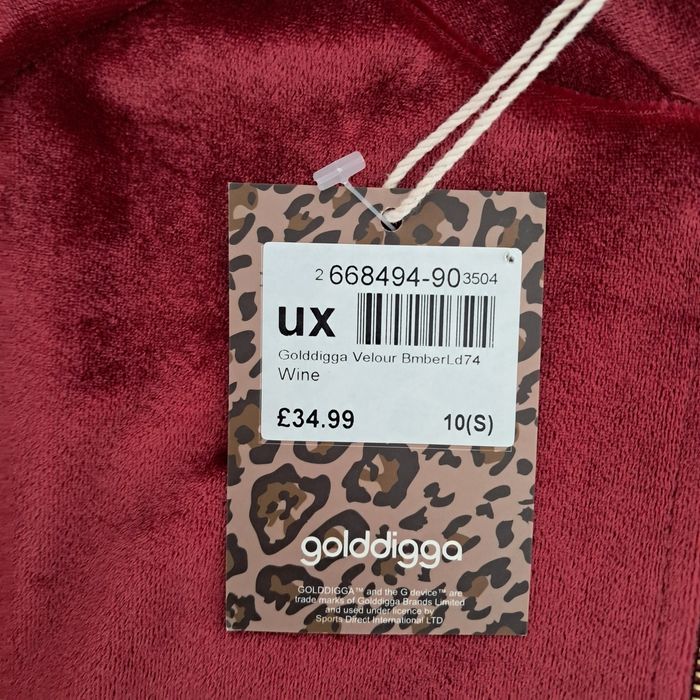 2 668494-90 3504
ux
Golddigga Velour BmberLd74
Wine
£34.99 10(S)
golddigga
GOLDDIGGA™ and the G device™ are
trade marks of Golddigga Brands Limited
and used under licence by
Sports Direct International LTD